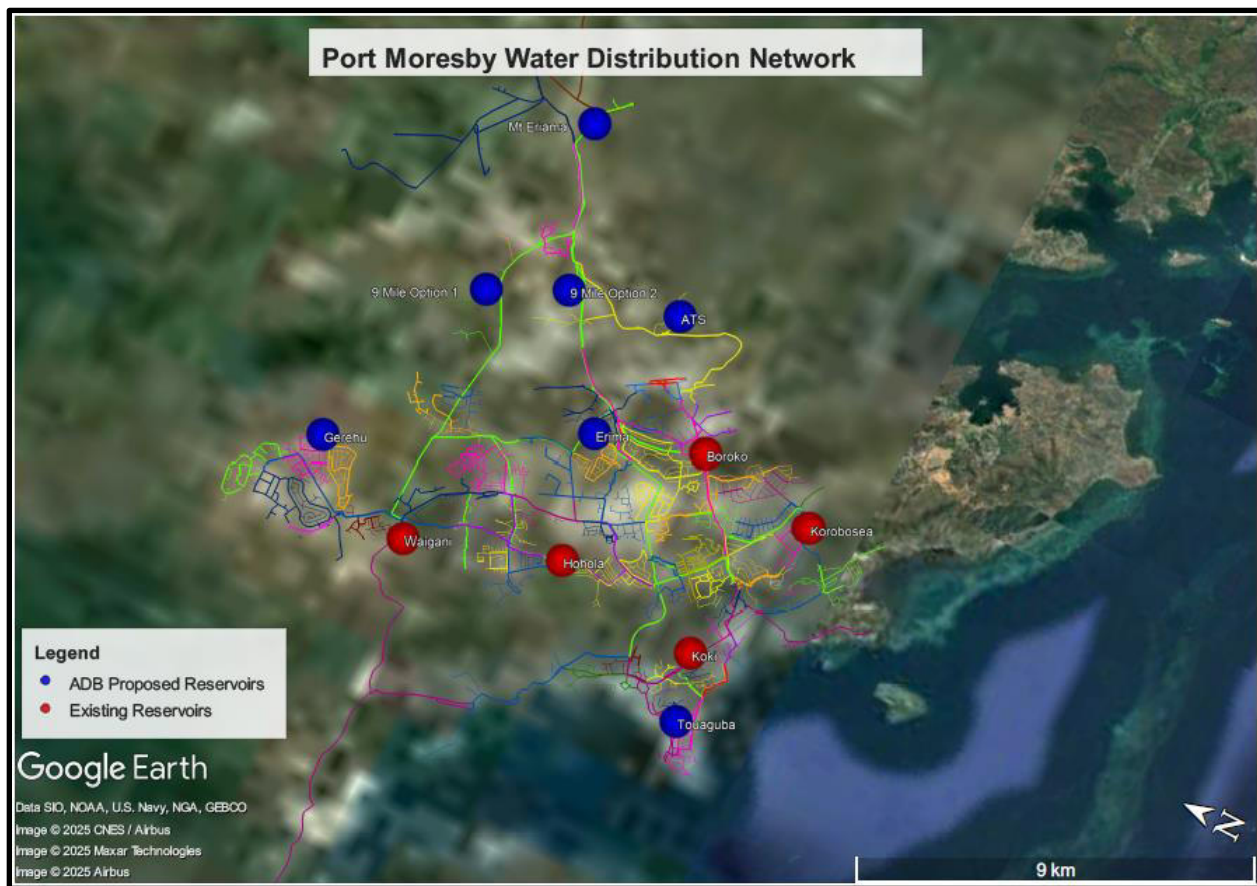 Port Moresby Water Distribution Network
Mt Eriama
9 Mile Option 1
9 Mile Option 2
ATS
Gerehu
Erima
Boroko
Korobosea
Waigani
Hohola
Koki
Touaguba
Legend
ADB Proposed Reservoirs
Existing Reservoirs
Google Earth
Data SIO, NOAA, U.S. Navy, NGA, GEBCO
Image © 2025 CNES / Airbus
Image © 2025 Maxar Technologies
Image © 2025 Airbus
N
9 km